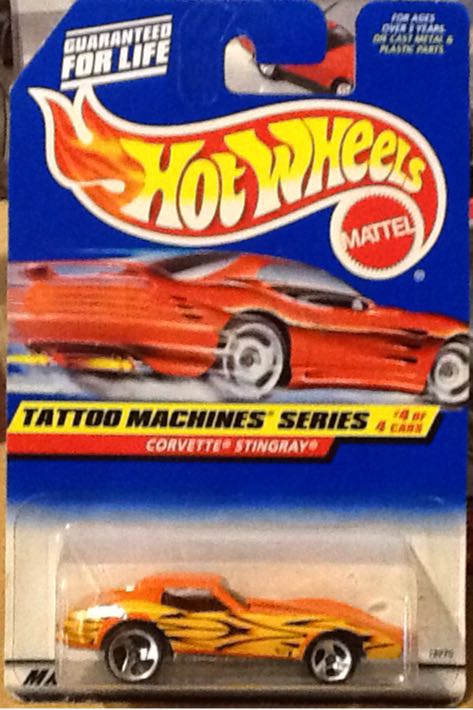 GUARANTEED
FOR LIFE
FOR AGES
OVER 3 YEARS.
DIE CAST METAL &
PLASTIC PARTS.
HOT WHEELS
MATTEL
®
TATTOO MACHINES® SERIES
#4 OF
4 CARS
CORVETTE® STINGRAY®